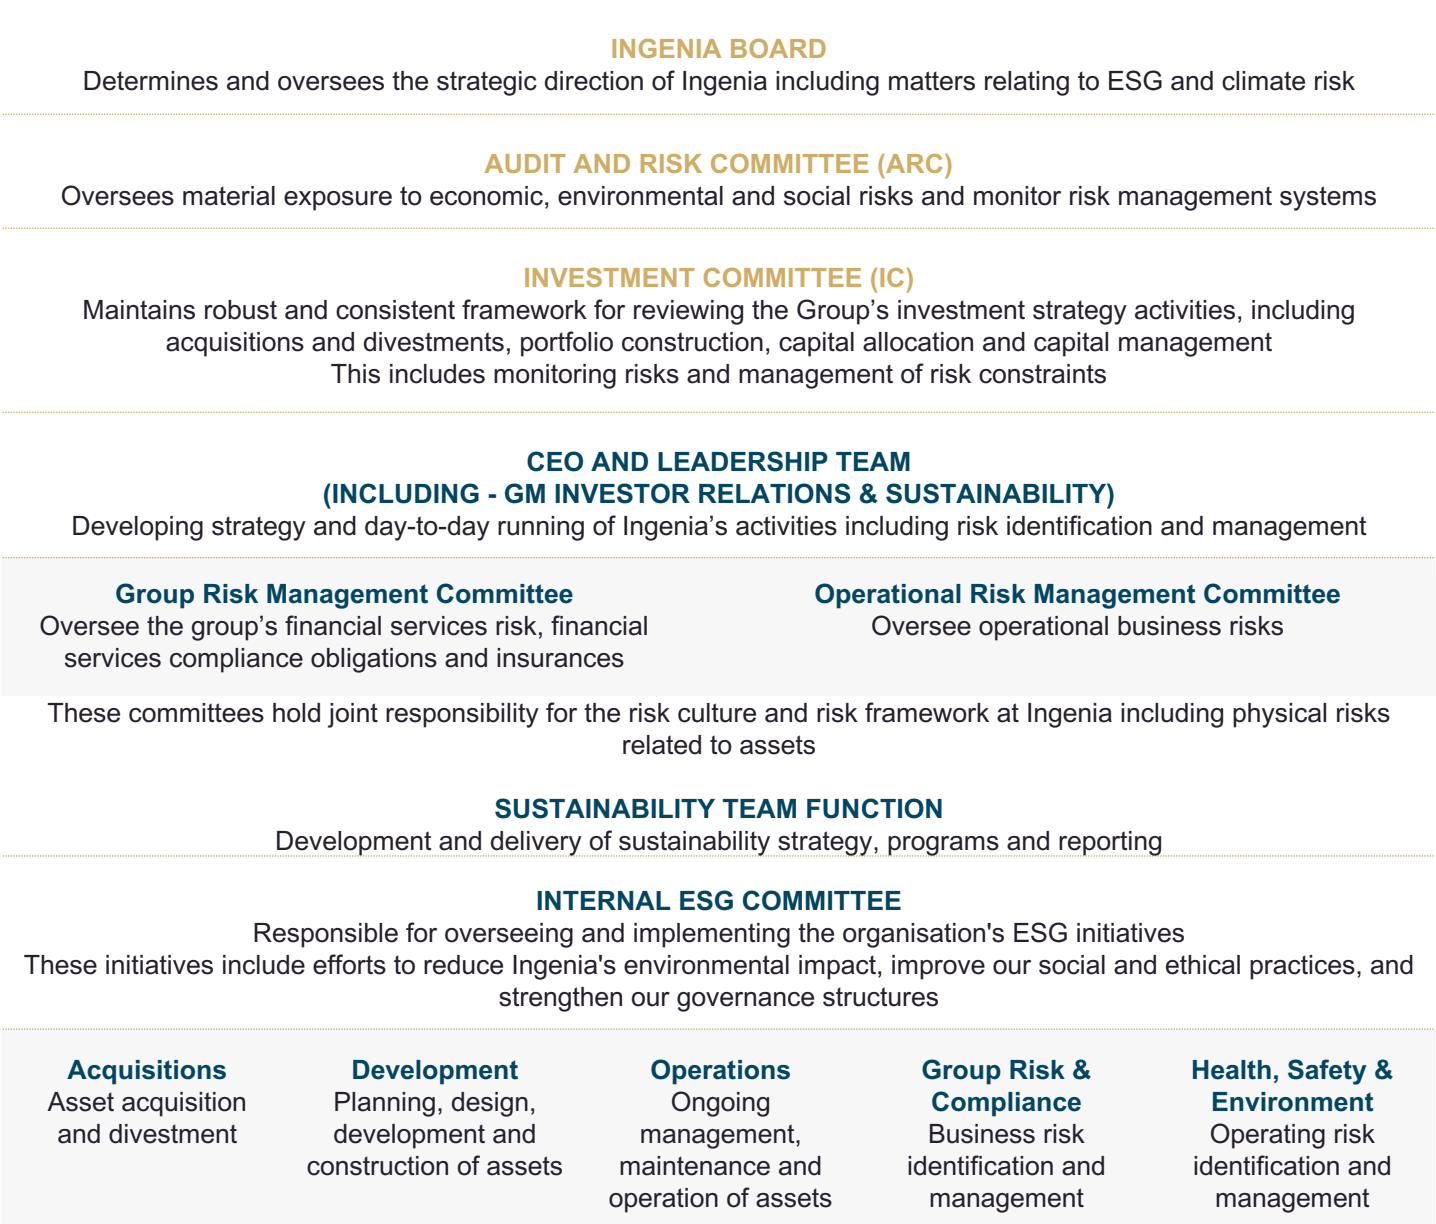 INGENIA BOARD
Determines and oversees the strategic direction of Ingenia including matters relating to ESG and climate risk
AUDIT AND RISK COMMITTEE (ARC)
Oversees material exposure to economic, environmental and social risks and monitor risk management systems
INVESTMENT COMMITTEE (IC)
Maintains robust and consistent framework for reviewing the Group’s investment strategy activities, including
acquisitions and divestments, portfolio construction, capital allocation and capital management
This includes monitoring risks and management of risk constraints
CEO AND LEADERSHIP TEAM
(INCLUDING - GM INVESTOR RELATIONS & SUSTAINABILITY)
Developing strategy and day-to-day running of Ingenia’s activities including risk identification and management
Group Risk Management Committee
Oversee the group’s financial services risk, financial
services compliance obligations and insurances
Operational Risk Management Committee
Oversee operational business risks
These committees hold joint responsibility for the risk culture and risk framework at Ingenia including physical risks
related to assets
SUSTAINABILITY TEAM FUNCTION
Development and delivery of sustainability strategy, programs and reporting
INTERNAL ESG COMMITTEE
Responsible for overseeing and implementing the organisation's ESG initiatives
These initiatives include efforts to reduce Ingenia's environmental impact, improve our social and ethical practices, and
strengthen our governance structures
Acquisitions
Asset acquisition
and divestment
Development
Planning, design,
development and
construction of assets
Operations
Ongoing
management,
maintenance and
operation of assets
Group Risk &
Compliance
Business risk
identification and
management
Health, Safety &
Environment
Operating risk
identification and
management